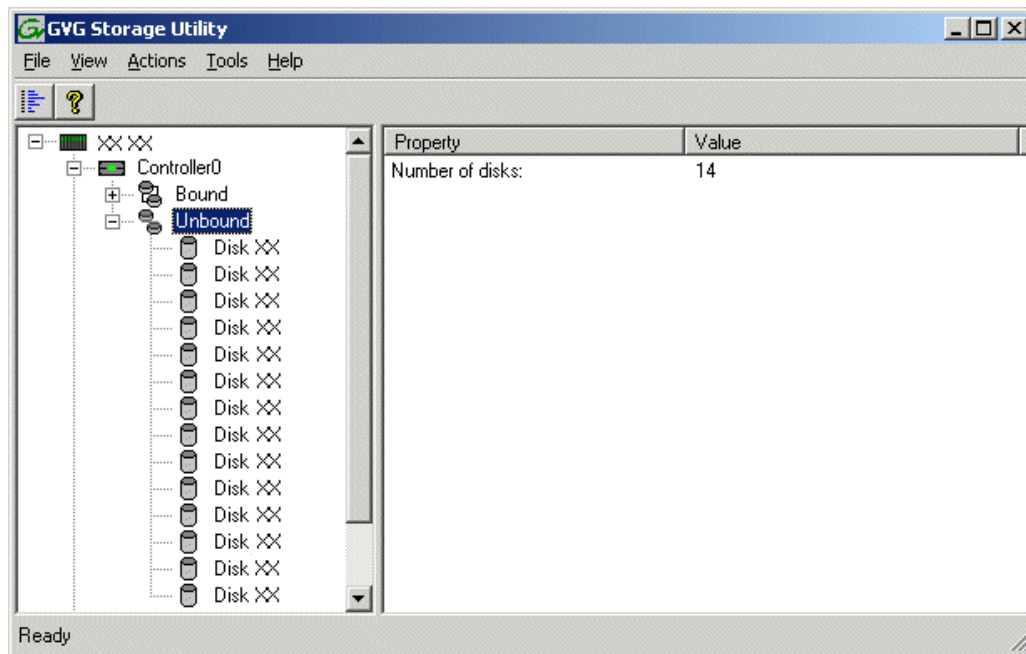 GVG Storage Utility
File View Actions Tools Help
XX XX
Controller0
Bound
Unbound
Disk XX
Disk XX
Disk XX
Disk XX
Disk XX
Disk XX
Disk XX
Disk XX
Disk XX
Disk XX
Disk XX
Disk XX
Disk XX
Disk XX
Property Value
Number of disks: 14
Ready